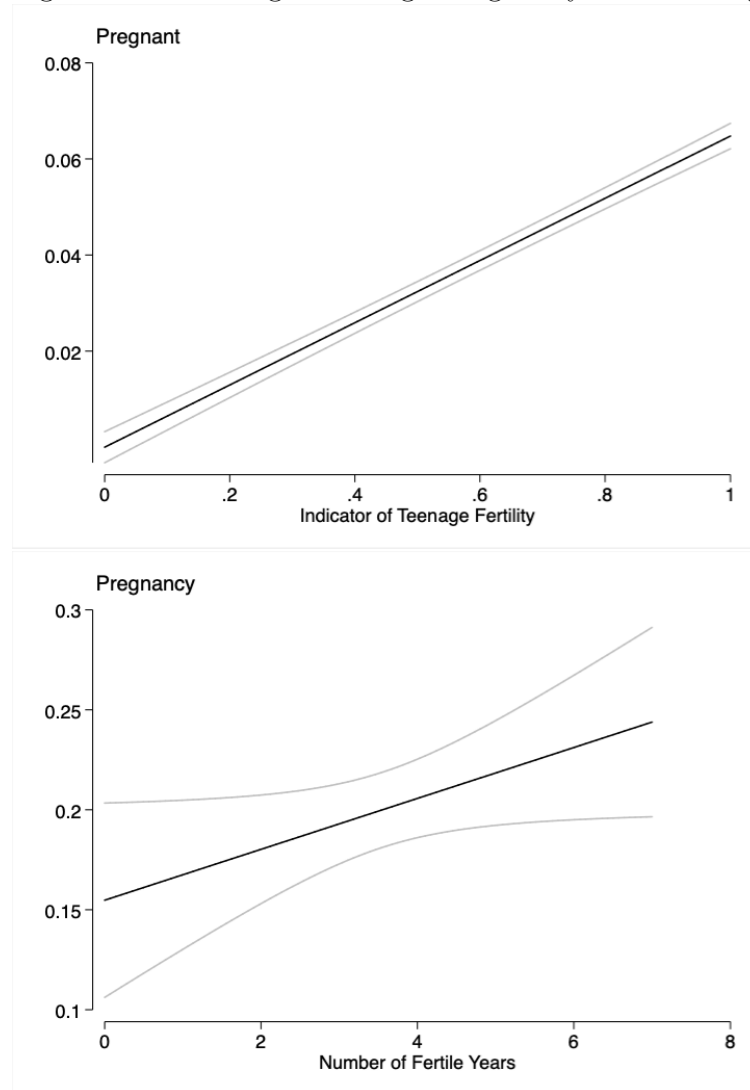 Pregnant
0.08
0.06
0.04
0.02
0 .2 .4 .6 .8 1
Indicator of Teenage Fertility
Pregnancy
0.3
0.25
0.2
0.15
0.1
0 2 4 6 8
Number of Fertile Years